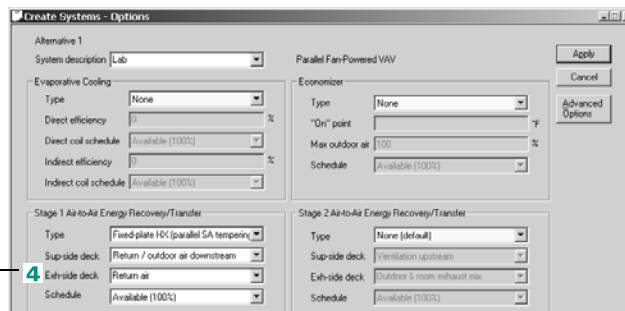 Create Systems - Options
Alternative 1
System description Lab Parallel Fan-Powered VAV Apply
Cancel
Advanced Options
Evaporative Cooling
Type None
Direct efficiency 0 %
Direct coil schedule Available (100%)
Indirect efficiency 0 %
Indirect coil schedule Available (100%)
Economizer
Type None
"On" point °F
Max outdoor air 100 %
Schedule Available (100%)
Stage 1 Air-to-Air Energy Recovery/Transfer
Type Fixed-plate HX (parallel SA tempering
Sup-side deck Return / outdoor air downstream
4 Exh-side deck Return air
Schedule Available (100%)
Stage 2 Air-to-Air Energy Recovery/Transfer
Type None (default)
Sup-side deck Ventilation upstream
Exh-side deck Outdoor & room exhaust mix
Schedule Available (100%)